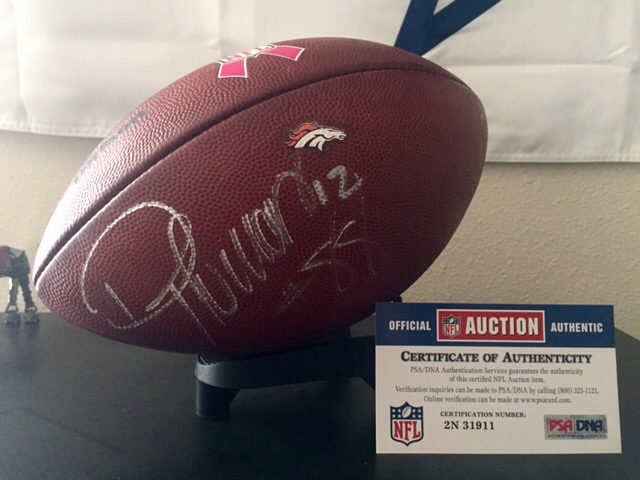 OFFICIAL NFL AUCTION AUTHENTIC
CERTIFICATE OF AUTHENTICITY
PSA/DNA Authentication Services guarantees the authenticity
of this certified NFL Auction item.
Verification inquiries can be made to PSA/DNA by calling (800) 325-1121.
Online verification can be made at www.psacard.com.
CERTIFICATION NUMBER:
2N 31911
NFL
PSA DNA